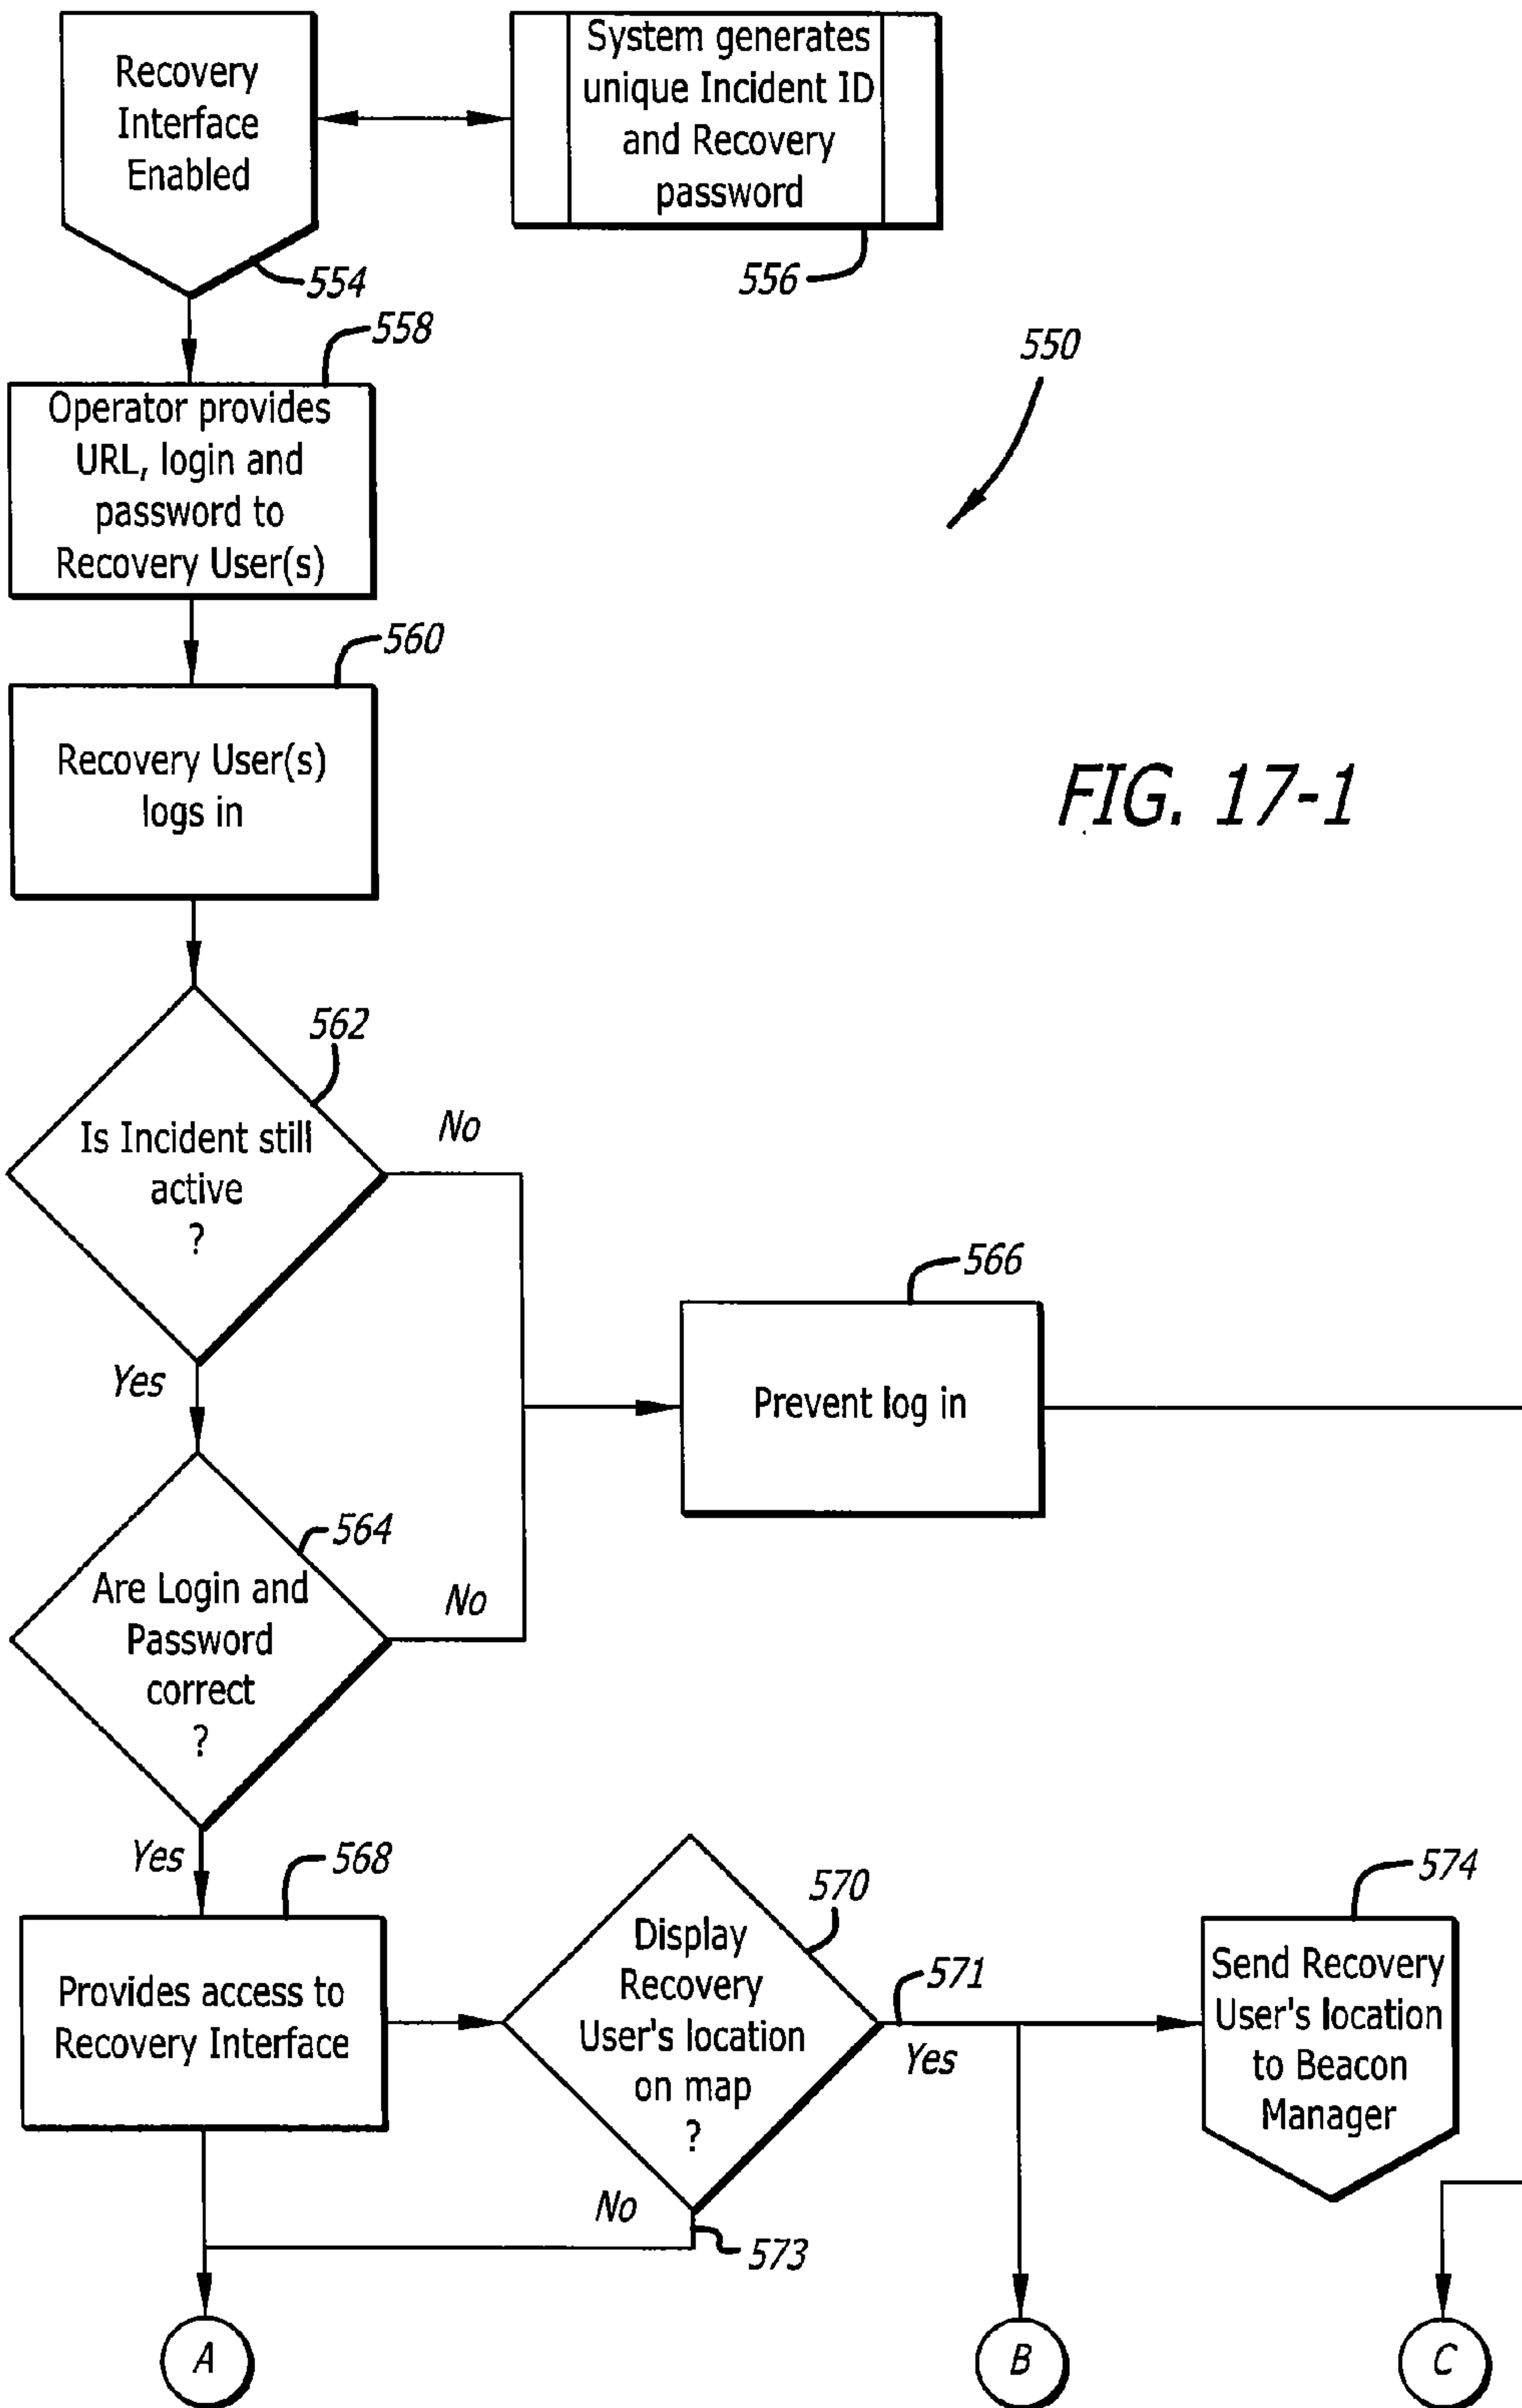 Recovery
Interface
Enabled
System generates
unique Incident ID
and Recovery
password
554
556
558
550
Operator provides
URL, login and
password to
Recovery User(s)
560
Recovery User(s)
logs in
FIG. 17-1
562
Is Incident still
active
?
No
566
Yes
Prevent log in
564
Are Login and
Password
correct
?
No
Yes
568
570
574
Provides access to
Recovery Interface
Display
Recovery
User's location
on map
?
571
Yes
Send Recovery
User's location
to Beacon
Manager
No
573
A
B
C